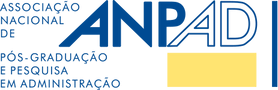 ASSOCIAÇÃO
NACIONAL
DE
ANPAD
PÓS-GRADUAÇÃO
E PESQUISA
EM ADMINISTRAÇÃO